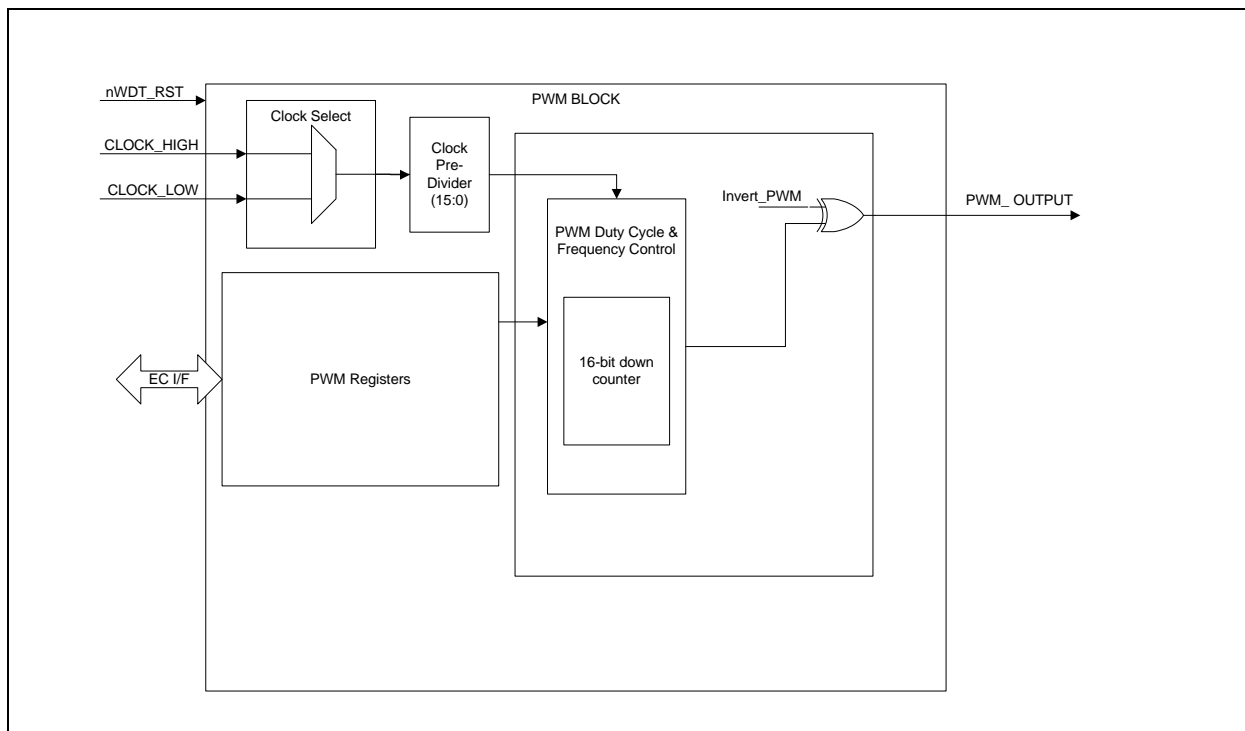 nWDT_RST
PWM BLOCK
Clock Select
CLOCK_HIGH
CLOCK_LOW
Clock
Pre-
Divider
(15:0)
Invert_PWM
PWM_ OUTPUT
PWM Duty Cycle &
Frequency Control
16-bit down
counter
EC I/F
PWM Registers